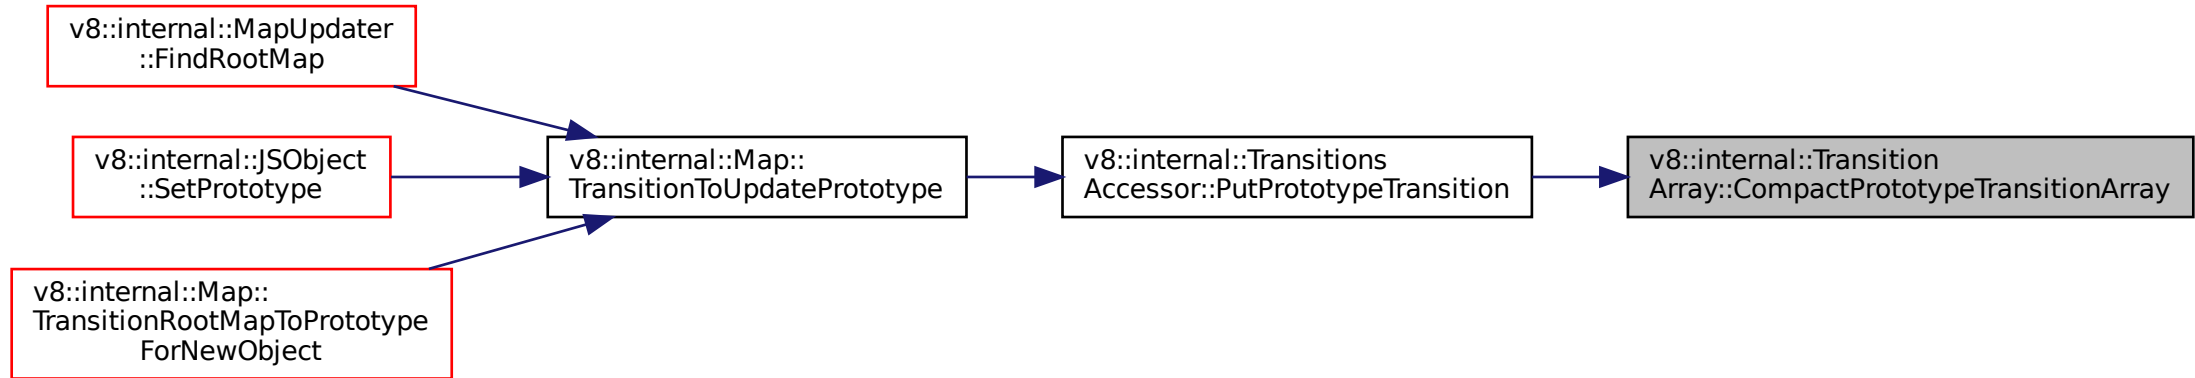 v8::internal::MapUpdater
::FindRootMap
v8::internal::JSObject
::SetPrototype
v8::internal::Map::
TransitionRootMapToPrototype
ForNewObject
v8::internal::Map::
TransitionToUpdatePrototype
v8::internal::Transitions
Accessor::PutPrototypeTransition
v8::internal::Transition
Array::CompactPrototypeTransitionArray